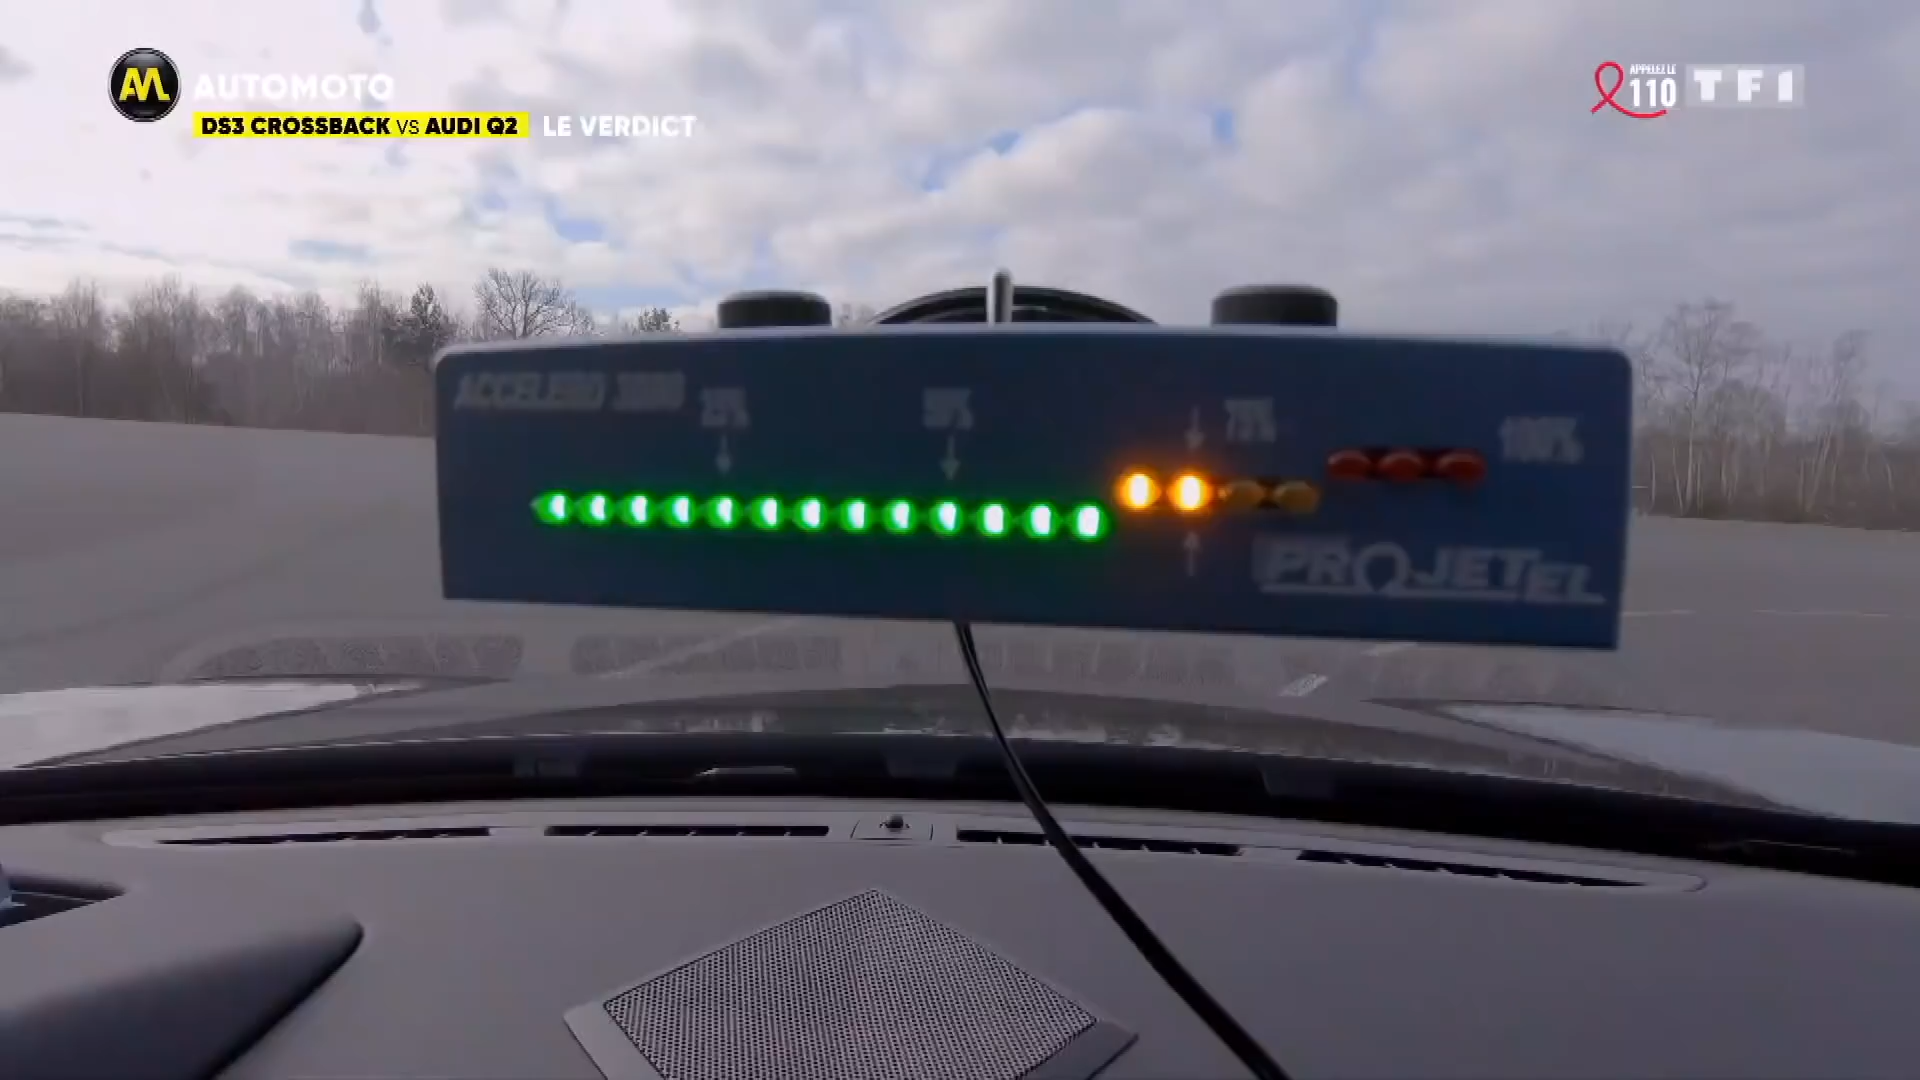 AUTOMOTO
DS3 CROSSBACK VS AUDI Q2 LE VERDICT
APPELEZ LE
110
TF1
ACCELERO
25%
50%
75%
100%
PROJETEL